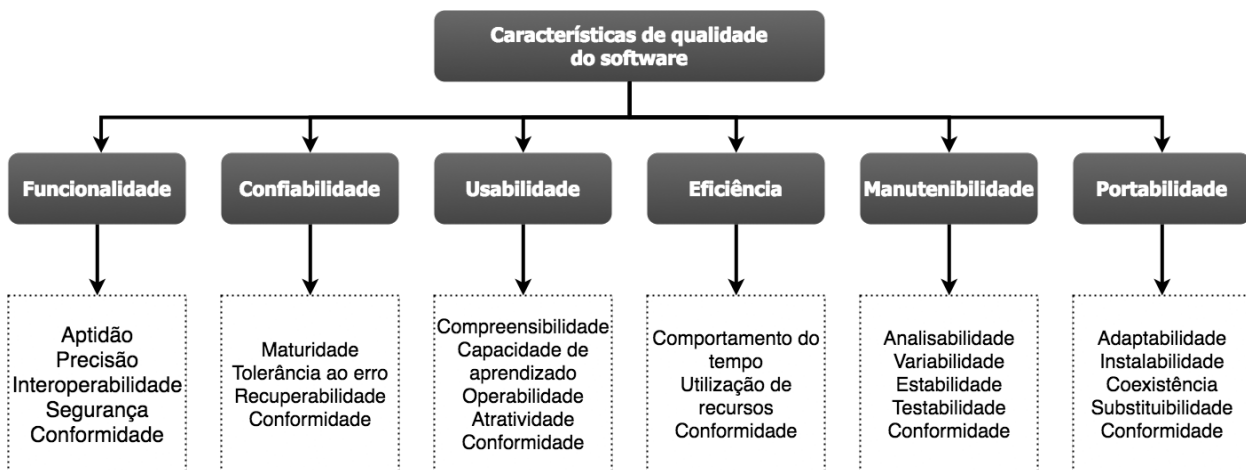 Características de qualidade
do software
Funcionalidade
Confiabilidade
Usabilidade
Eficiência
Manutenibilidade
Portabilidade
Aptidão
Precisão
Interoperabilidade
Segurança
Conformidade
Maturidade
Tolerância ao erro
Recuperabilidade
Conformidade
Compreensibilidade
Capacidade de
aprendizado
Operabilidade
Atratividade
Conformidade
Comportamento do
tempo
Utilização de
recursos
Conformidade
Analisabilidade
Variabilidade
Estabilidade
Testabilidade
Conformidade
Adaptabilidade
Instalabilidade
Coexistência
Substituibilidade
Conformidade